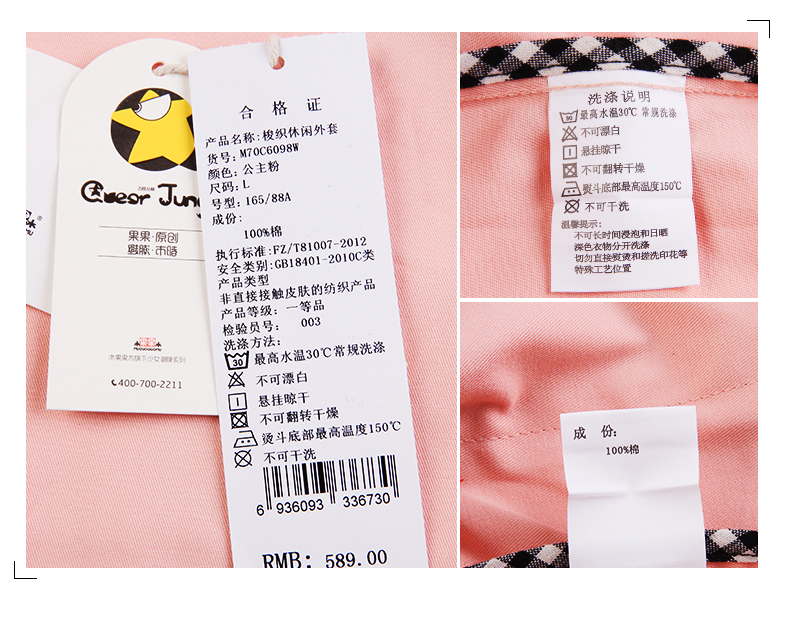 果果·原创
400-700-2211
合格证
产品名称:梭织休闲外套
货号:M70C6098W
颜色:公主粉
尺码:L
号型:165/88A
成份:
100%棉
执行标准:FZ/T81007-2012
安全类别:GB18401-2010C类
产品类型
非直接接触皮肤的纺织产品
产品等级: 一等品
检验员号: 003
洗涤方法:
30 最高水温30℃常规洗涤
不可漂白
悬挂晾干
不可翻转干燥
熨斗底部最高温度150℃
不可干洗
6 936093 336730
RMB: 589.00
洗涤说明
30 最高水温30℃ 常规洗涤
不可漂白
悬挂晾干
不可翻转干燥
熨斗底部最高温度150℃
不可干洗
温馨提示:
不可长时间浸泡和日晒
深色衣物分开洗涤
切勿直接熨烫和搓洗印花等
特殊工艺位置
成 份:
100%棉